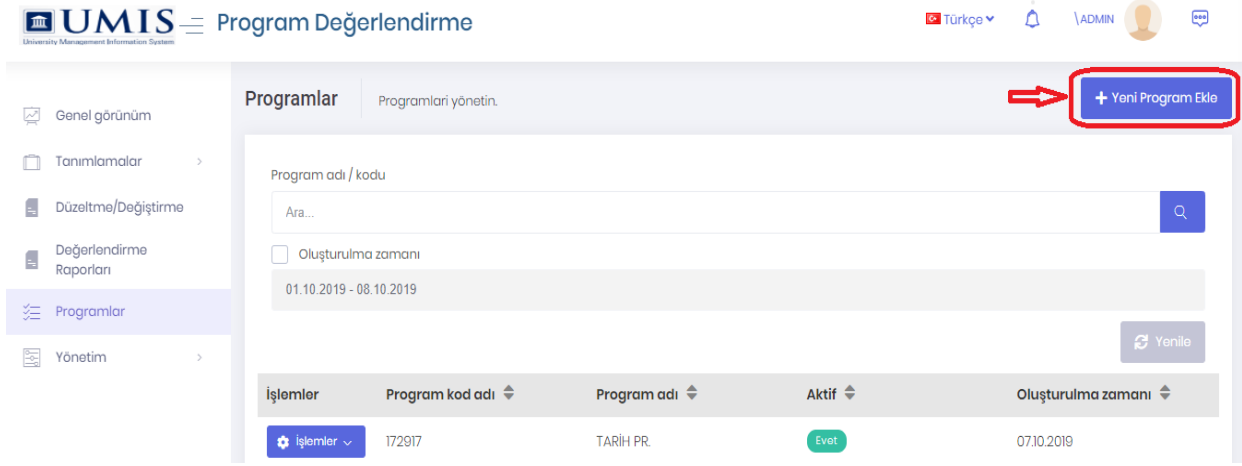 UMIS
University Management Information System
Program Değerlendirme
Türkçe
\ADMIN
Genel görünüm
Tanımlamalar
Düzeltme/Değiştirme
Değerlendirme
Raporları
Programlar
Yönetim
Programlar
Programlari yönetin.
+ Yeni Program Ekle
Program adı / kodu
Ara...
Oluşturulma zamanı
01.10.2019 - 08.10.2019
Yenile
İşlemler Program kod adı Program adı Aktif Oluşturulma zamanı
İşlemler 172917 TARİH PR. Evet 07.10.2019